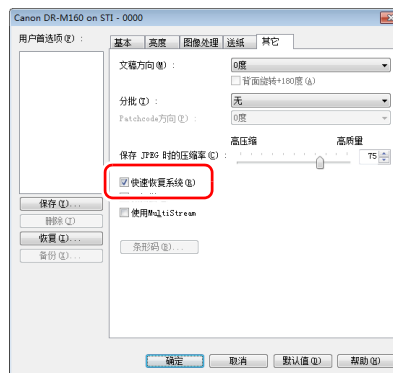 Canon DR-M160 on STI - 0000
用户首选项(P) :
基本 亮度 图像处理 送纸 其它
文稿方向(M) : 0度
背面旋转+180度(A)
分批(T) : 无
Patchcode方向(P) : 0度
高压缩 高质量
保存 JPEG 时的压缩率(C) : 75
快速恢复系统(R)
使用MultiStream
条形码(B)...
保存(I)...
删除(J)
恢复(E)...
备份(K)...
确定 取消 默认值(D) 帮助(H)